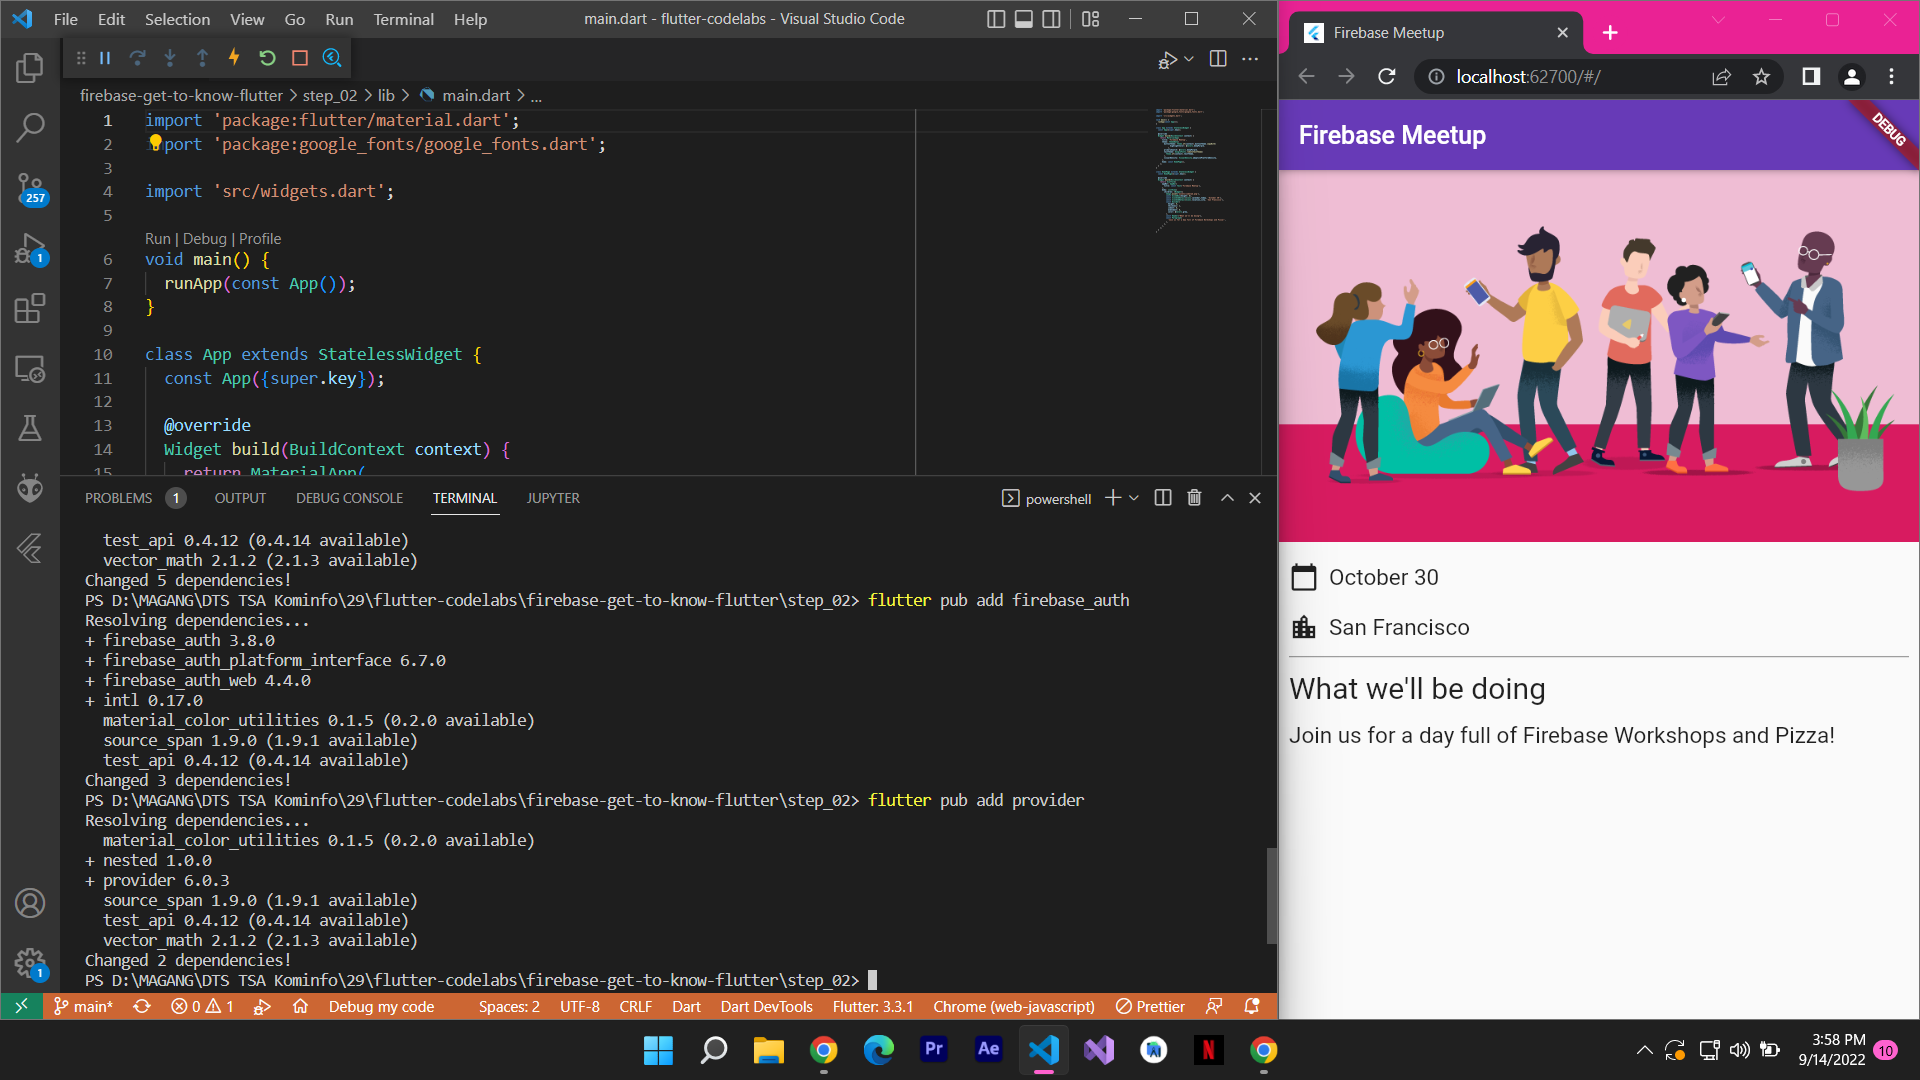 File Edit Selection View Go Run Terminal Help
main.dart - flutter-codelabs - Visual Studio Code
firebase-get-to-know-flutter > step_02 > lib > main.dart > ...
1 import 'package:flutter/material.dart';
2 import 'package:google_fonts/google_fonts.dart';
3
4 import 'src/widgets.dart';
5
Run | Debug | Profile
6 void main() {
7 runApp(const App());
8 }
9
10 class App extends StatelessWidget {
11 const App({super.key});
12
13 @override
14 Widget build(BuildContext context) {
15 return MaterialApp(
257
1
1
PROBLEMS 1 OUTPUT DEBUG CONSOLE TERMINAL JUPYTER
powershell
test_api 0.4.12 (0.4.14 available)
vector_math 2.1.2 (2.1.3 available)
Changed 5 dependencies!
PS D:\MAGANG\DTS TSA Kominfo\29\flutter-codelabs\firebase-get-to-know-flutter\step_02> flutter pub add firebase_auth
Resolving dependencies...
+ firebase_auth 3.8.0
+ firebase_auth_platform_interface 6.7.0
+ firebase_auth_web 4.4.0
+ intl 0.17.0
material_color_utilities 0.1.5 (0.2.0 available)
source_span 1.9.0 (1.9.1 available)
test_api 0.4.12 (0.4.14 available)
Changed 3 dependencies!
PS D:\MAGANG\DTS TSA Kominfo\29\flutter-codelabs\firebase-get-to-know-flutter\step_02> flutter pub add provider
Resolving dependencies...
material_color_utilities 0.1.5 (0.2.0 available)
+ nested 1.0.0
+ provider 6.0.3
source_span 1.9.0 (1.9.1 available)
test_api 0.4.12 (0.4.14 available)
vector_math 2.1.2 (2.1.3 available)
Changed 2 dependencies!
PS D:\MAGANG\DTS TSA Kominfo\29\flutter-codelabs\firebase-get-to-know-flutter\step_02>
main* 0 1 Debug my code Spaces: 2 UTF-8 CRLF Dart Dart DevTools Flutter: 3.3.1 Chrome (web-javascript) Prettier
Firebase Meetup
localhost:62700/#/
Firebase Meetup
DEBUG
October 30
San Francisco
What we'll be doing
Join us for a day full of Firebase Workshops and Pizza!
Pr Ae N
3:58 PM
9/14/2022
10